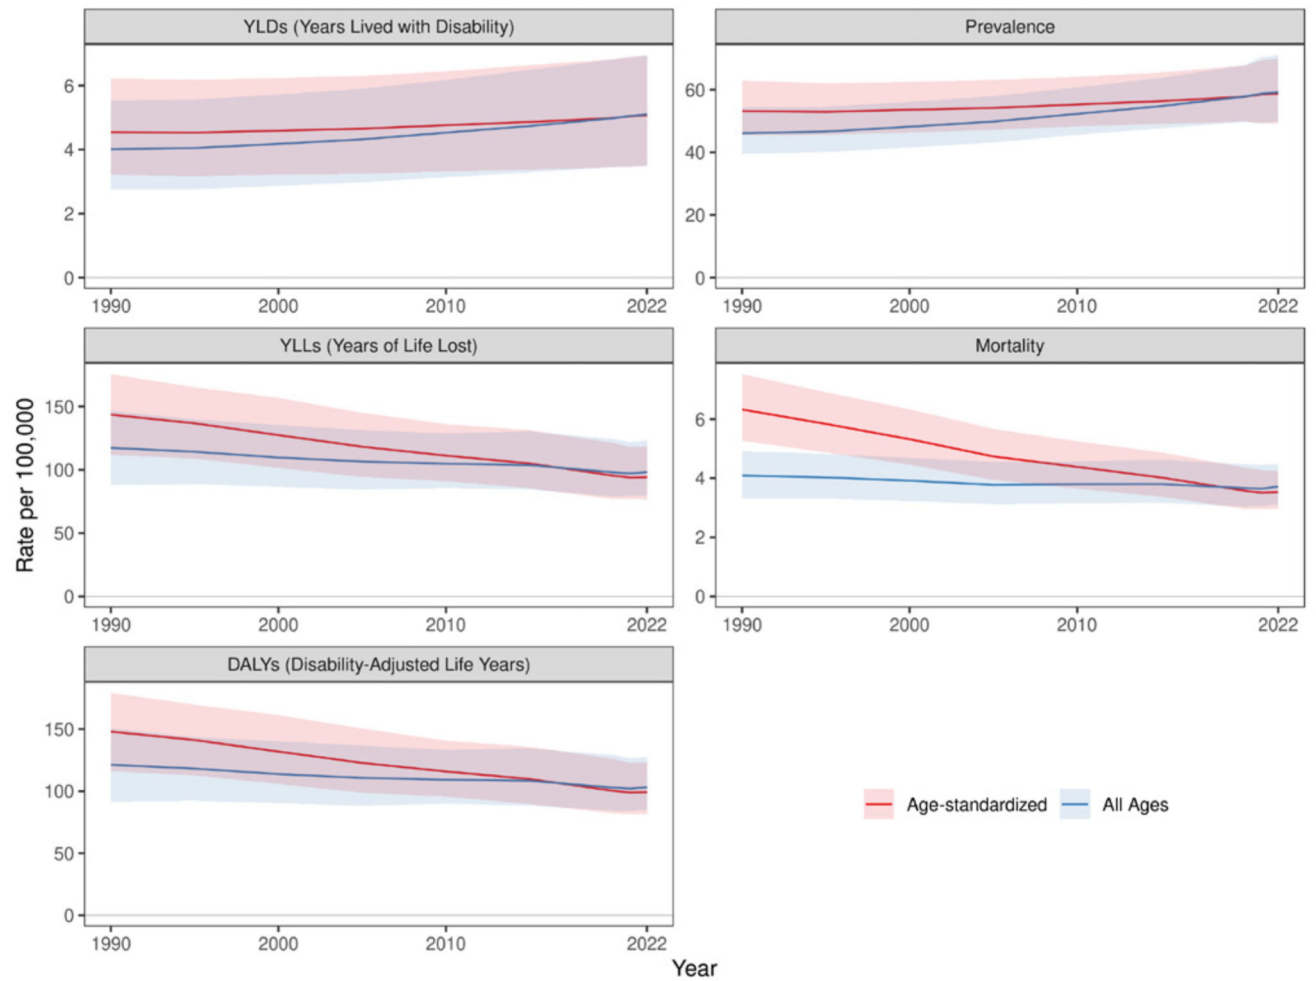 YLDs (Years Lived with Disability)
Prevalence
6
4
2
0
1990 2000 2010 2022
60
40
20
0
1990 2000 2010 2022
YLLs (Years of Life Lost)
Mortality
150
100
50
0
1990 2000 2010 2022
6
4
2
0
1990 2000 2010 2022
DALYs (Disability-Adjusted Life Years)
150
100
50
0
1990 2000 2010 2022
Rate per 100,000
Year
Age-standardized
All Ages